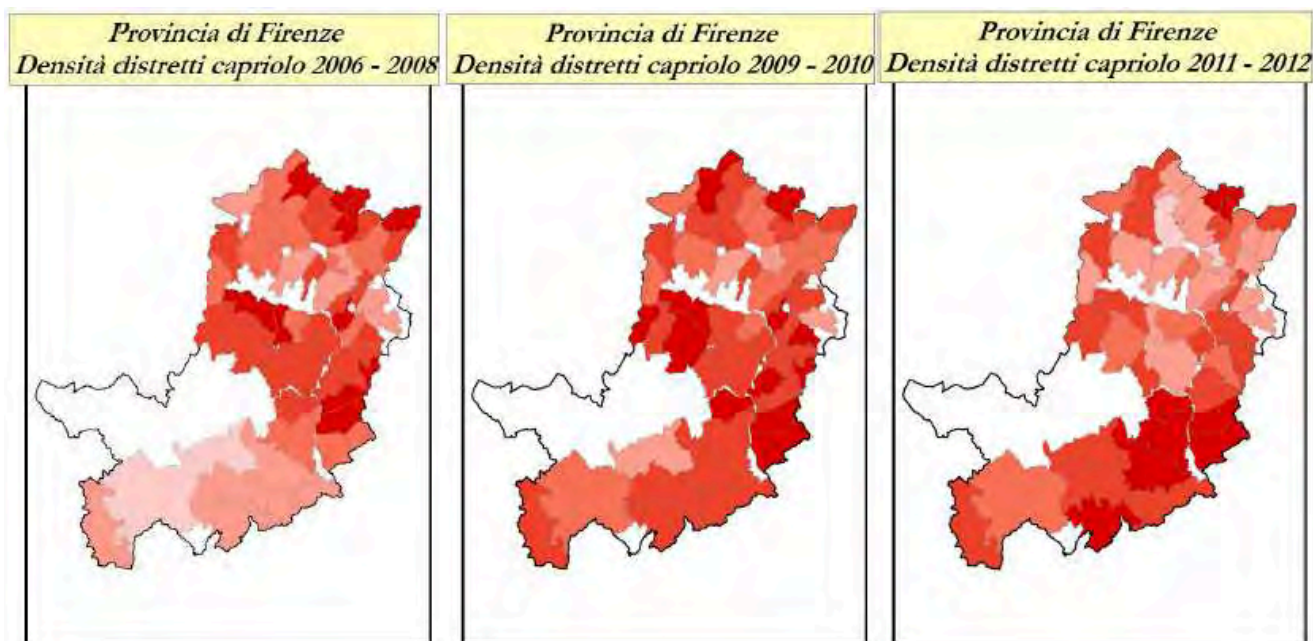 Provincia di Firenze
Densità distretti capriolo 2006 - 2008
Provincia di Firenze
Densità distretti capriolo 2009 - 2010
Provincia di Firenze
Densità distretti capriolo 2011 - 2012